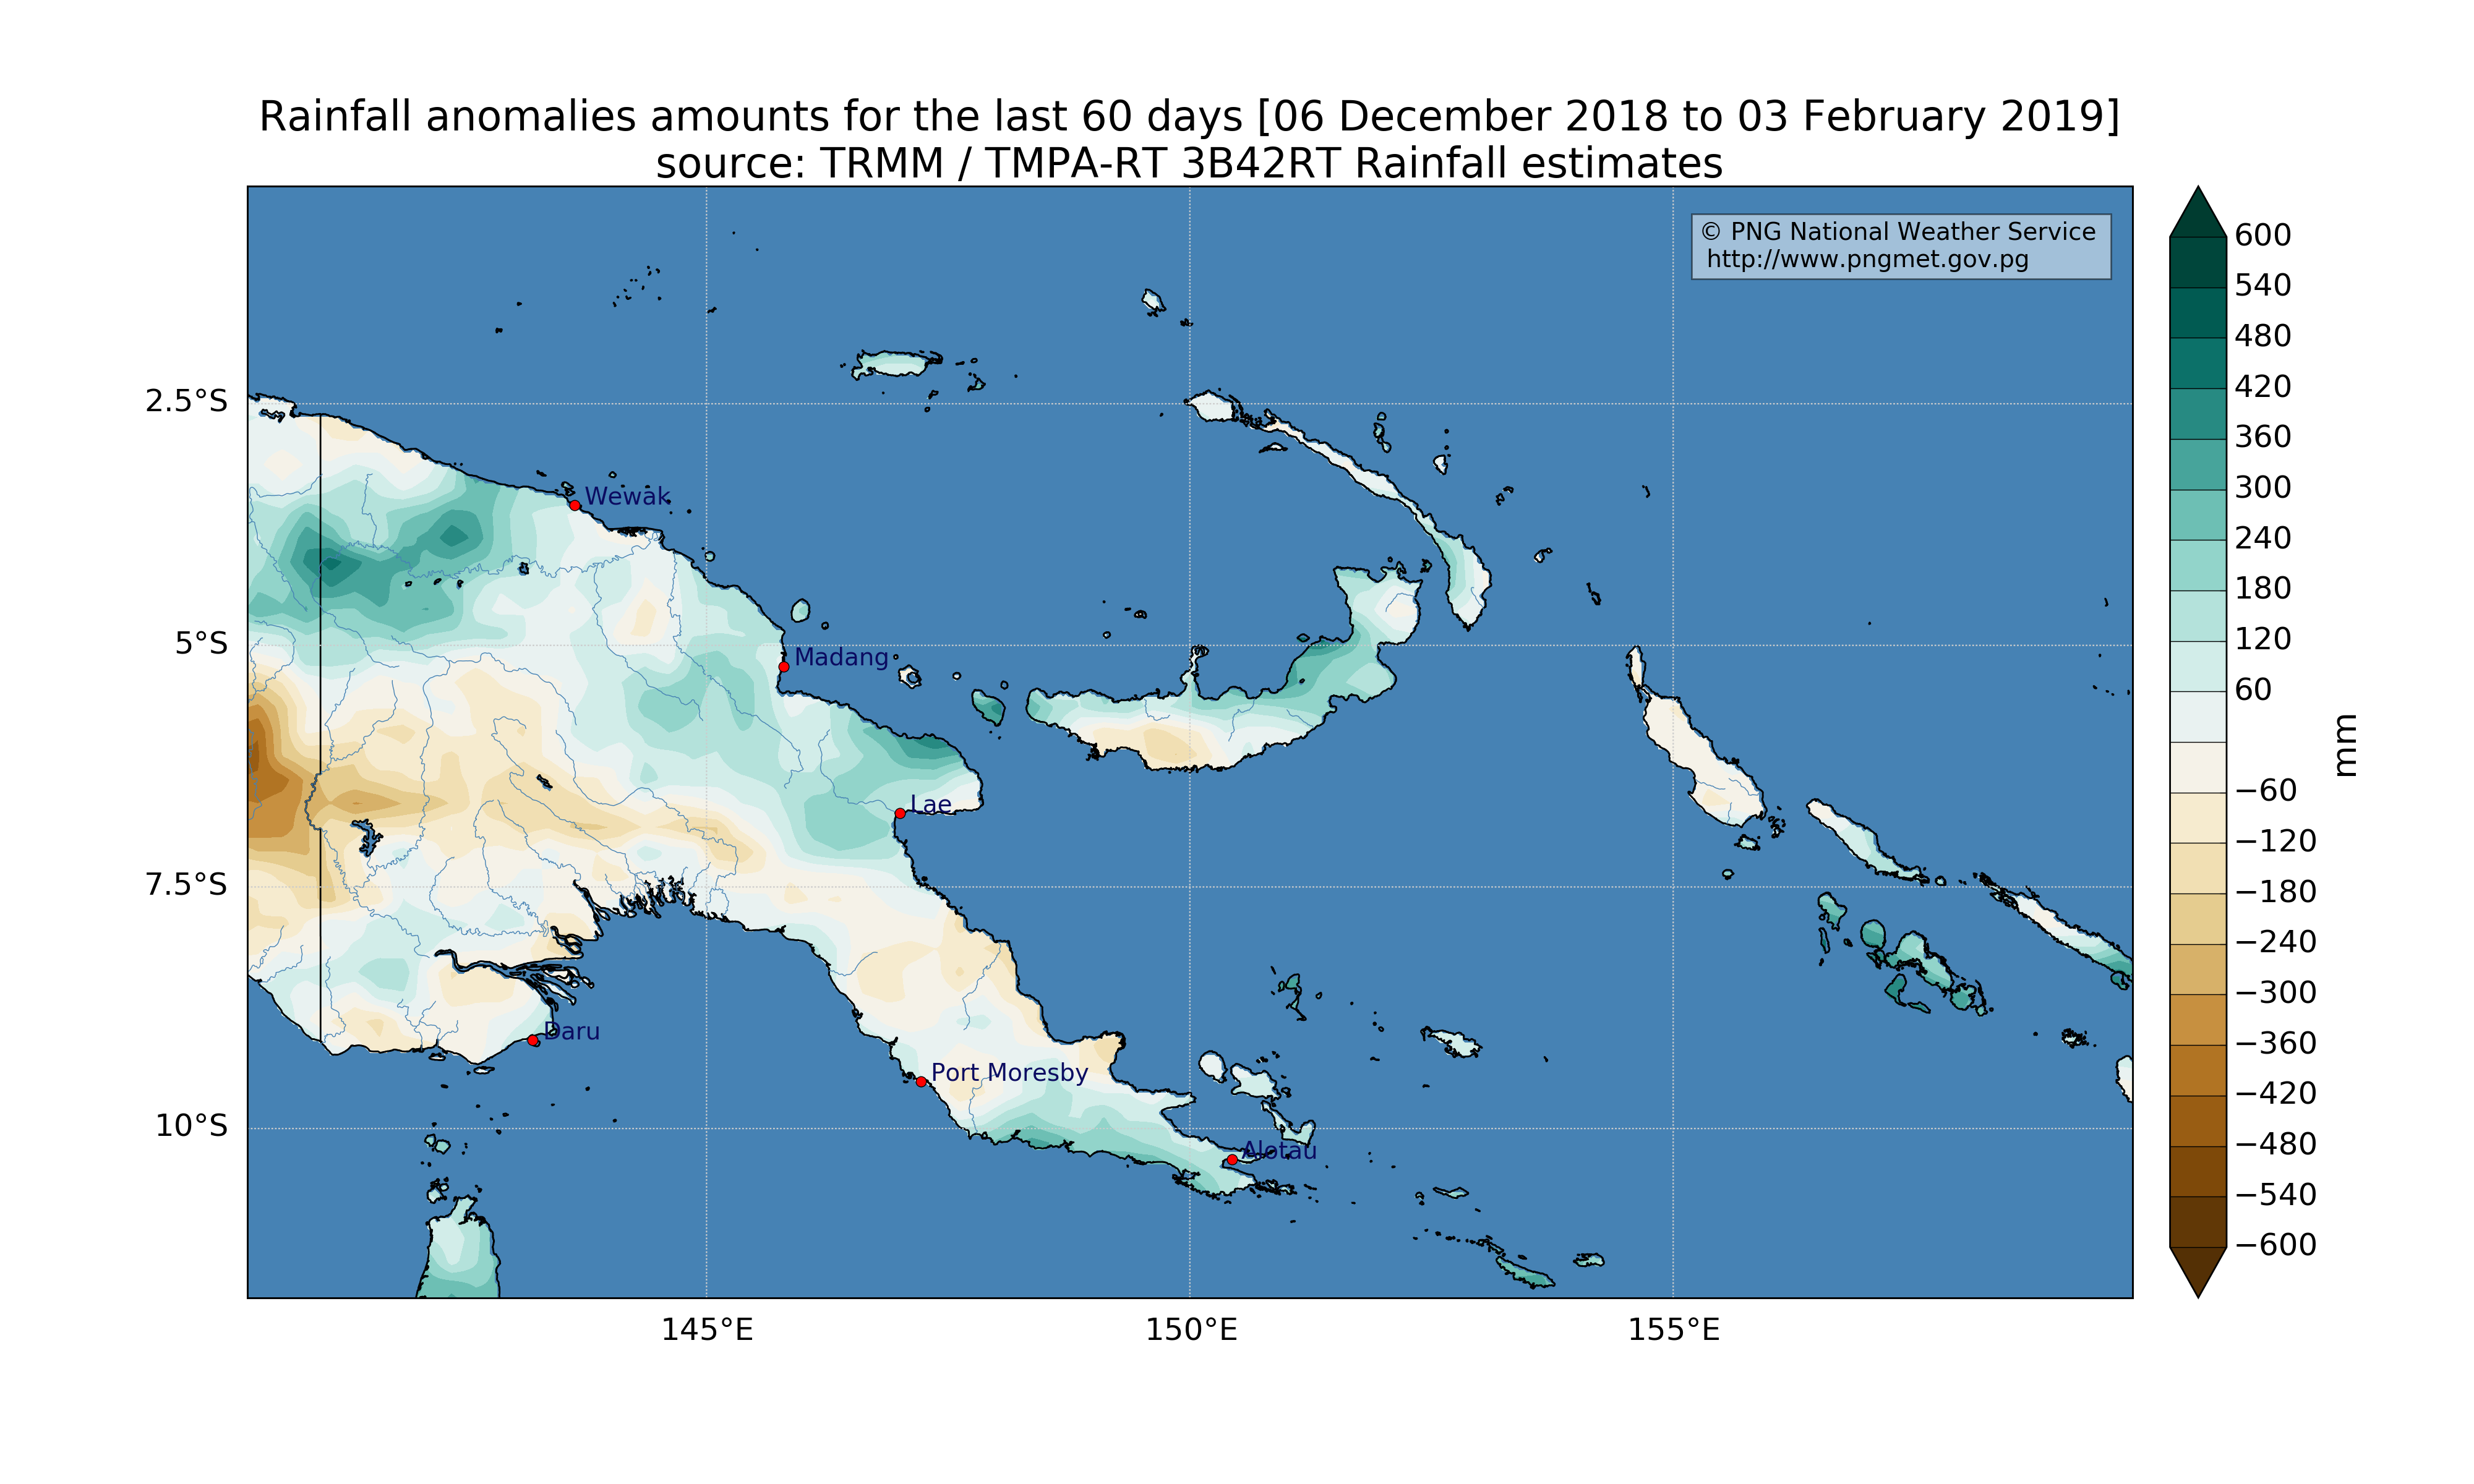 Rainfall anomalies amounts for the last 60 days [06 December 2018 to 03 February 2019]
source: TRMM / TMPA-RT 3B42RT Rainfall estimates
© PNG National Weather Service
http://www.pngmet.gov.pg
2.5°S
5°S
7.5°S
10°S
Wewak
Madang
Lae
Daru
Port Moresby
Alotau
145°E
150°E
155°E
600
540
480
420
360
300
240
180
120
60
−60
−120
−180
−240
−300
−360
−420
−480
−540
−600
mm